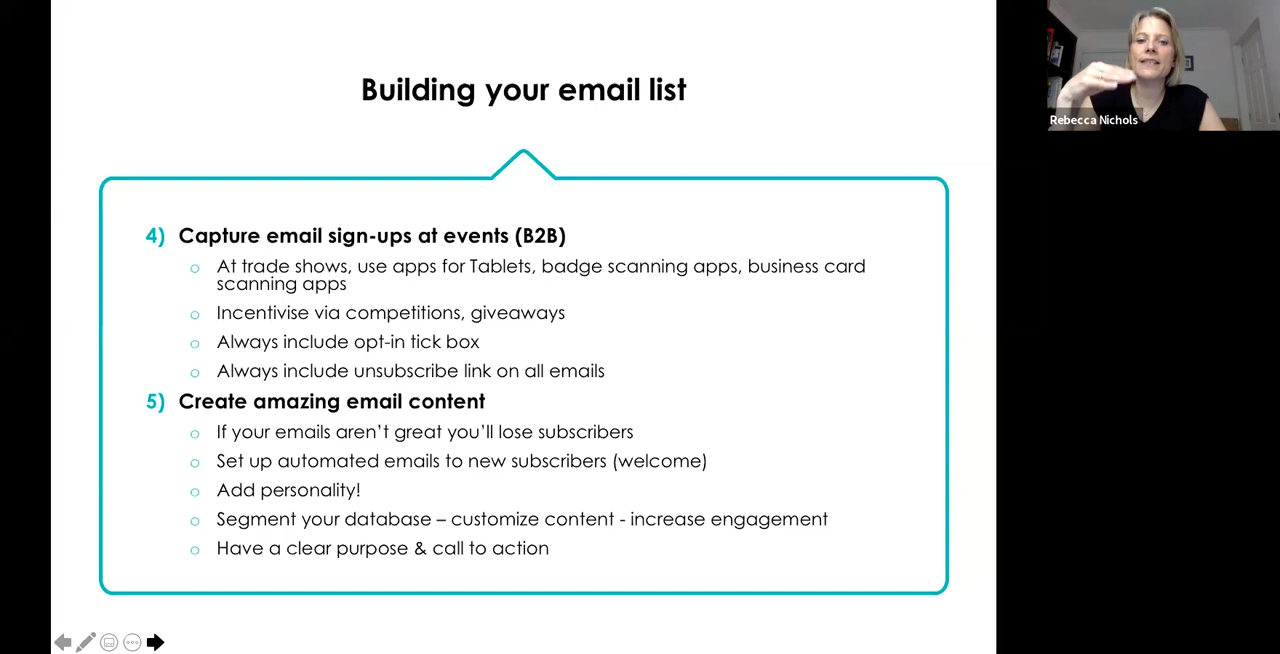 Building your email list
Rebecca Nichols
4) Capture email sign-ups at events (B2B)
o At trade shows, use apps for Tablets, badge scanning apps, business card
scanning apps
o Incentivise via competitions, giveaways
o Always include opt-in tick box
o Always include unsubscribe link on all emails
5) Create amazing email content
o If your emails aren’t great you’ll lose subscribers
o Set up automated emails to new subscribers (welcome)
o Add personality!
o Segment your database – customize content - increase engagement
o Have a clear purpose & call to action